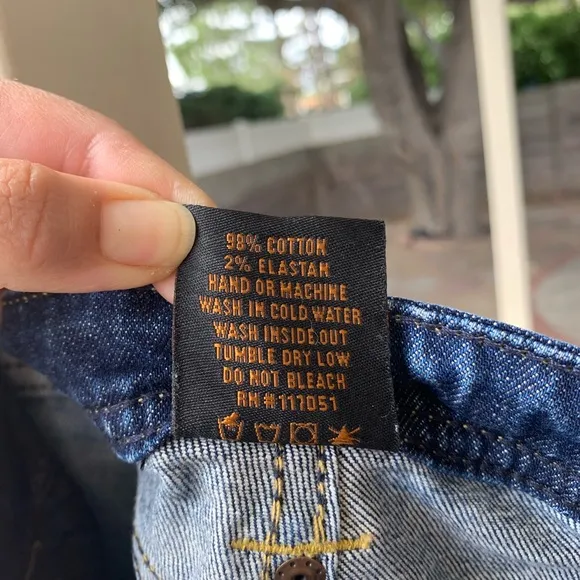 98% COTTON
2% ELASTAN
HAND OR MACHINE
WASH IN COLD WATER
WASH INSIDE OUT
TUMBLE DRY LOW
DO NOT BLEACH
RN #117051